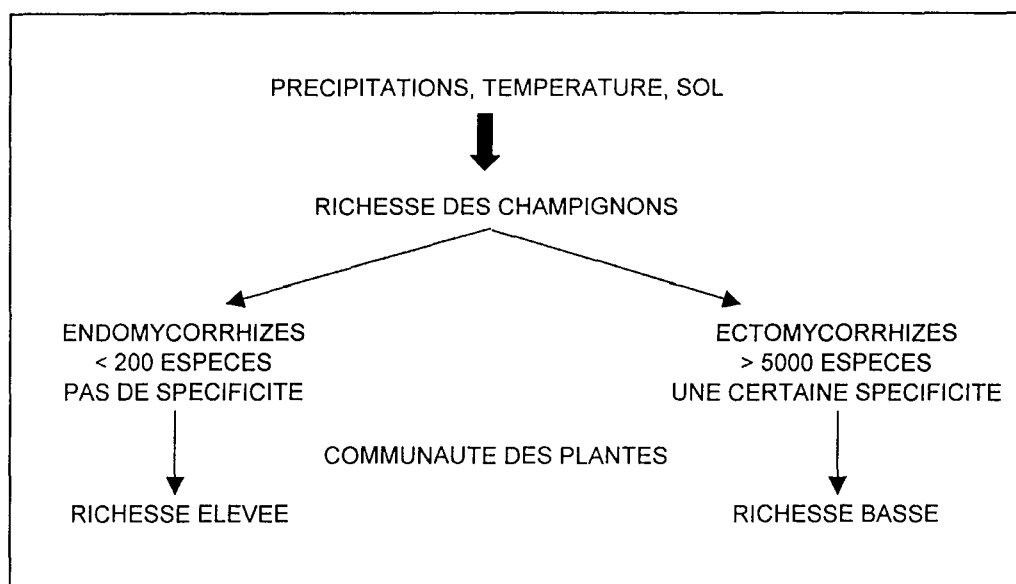 PRECIPITATIONS, TEMPERATURE, SOL
RICHESSE DES CHAMPIGNONS
ENDOMYCORRHIZES
< 200 ESPECES
PAS DE SPECIFICITE
ECTOMYCORRHIZES
> 5000 ESPECES
UNE CERTAINE SPECIFICITE
COMMUNAUTE DES PLANTES
RICHESSE ELEVEE
RICHESSE BASSE